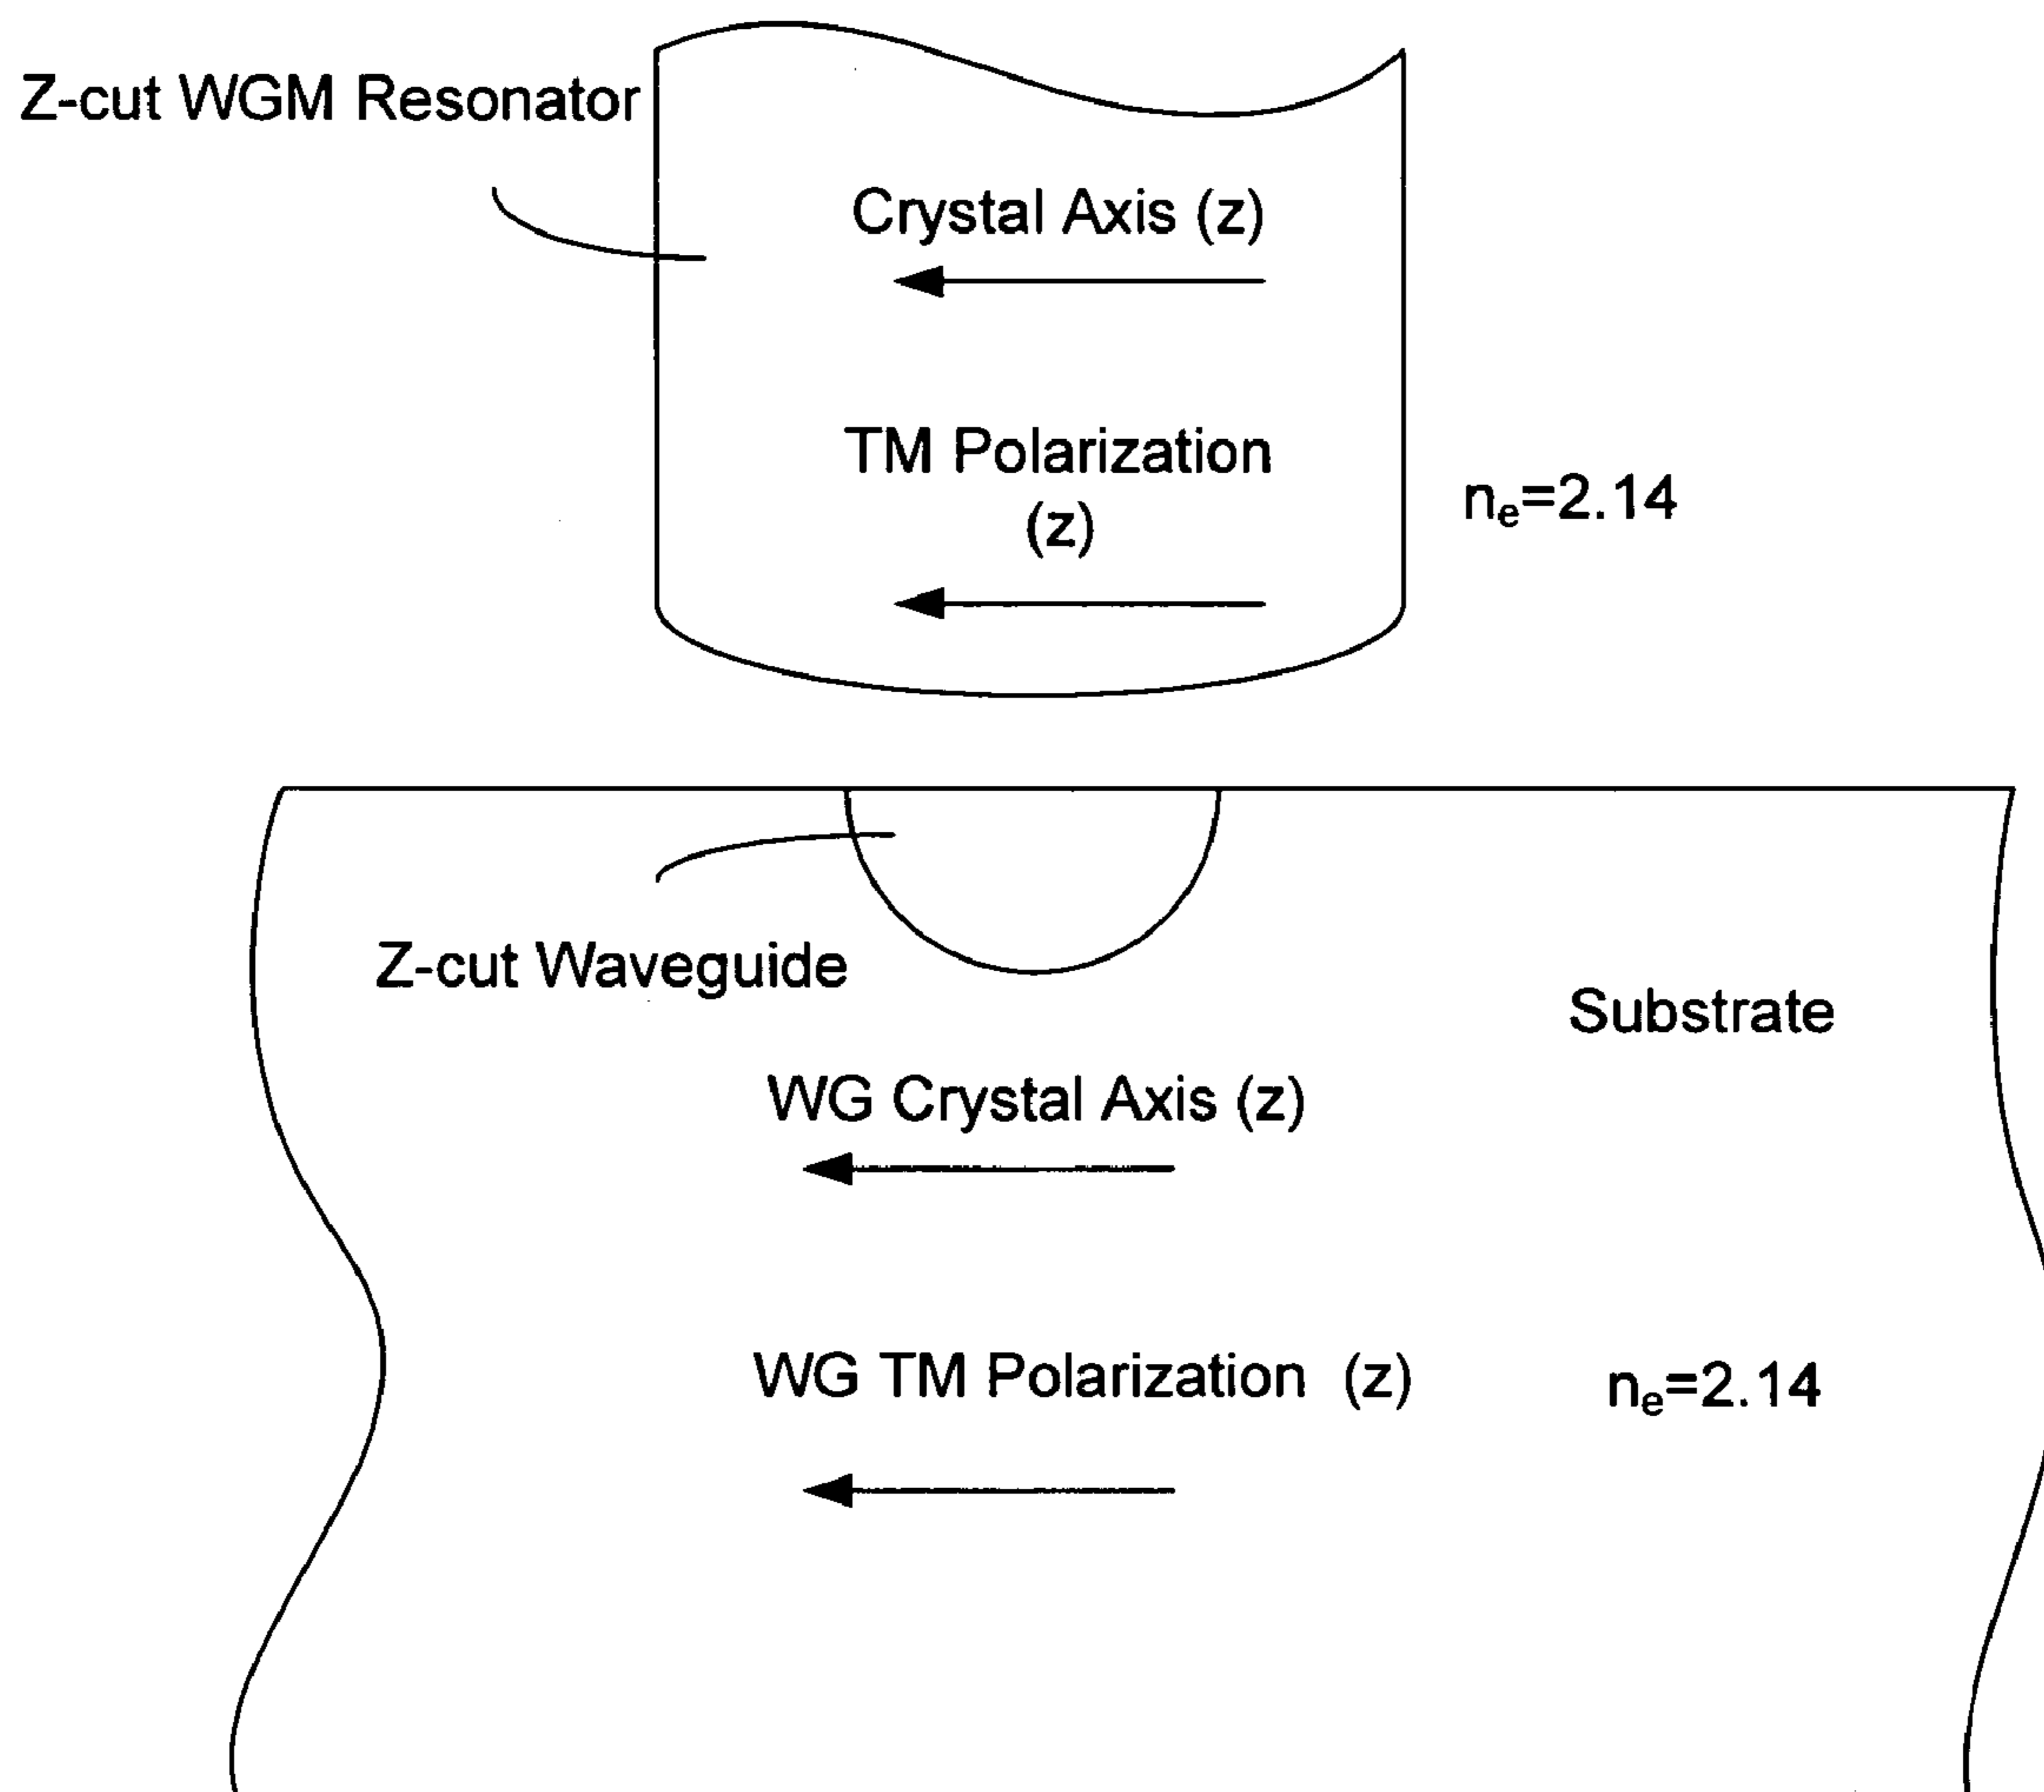 Z-cut WGM Resonator
Crystal Axis (z)
TM Polarization
(z)
nₑ=2.14
Z-cut Waveguide
Substrate
WG Crystal Axis (z)
WG TM Polarization (z)
nₑ=2.14